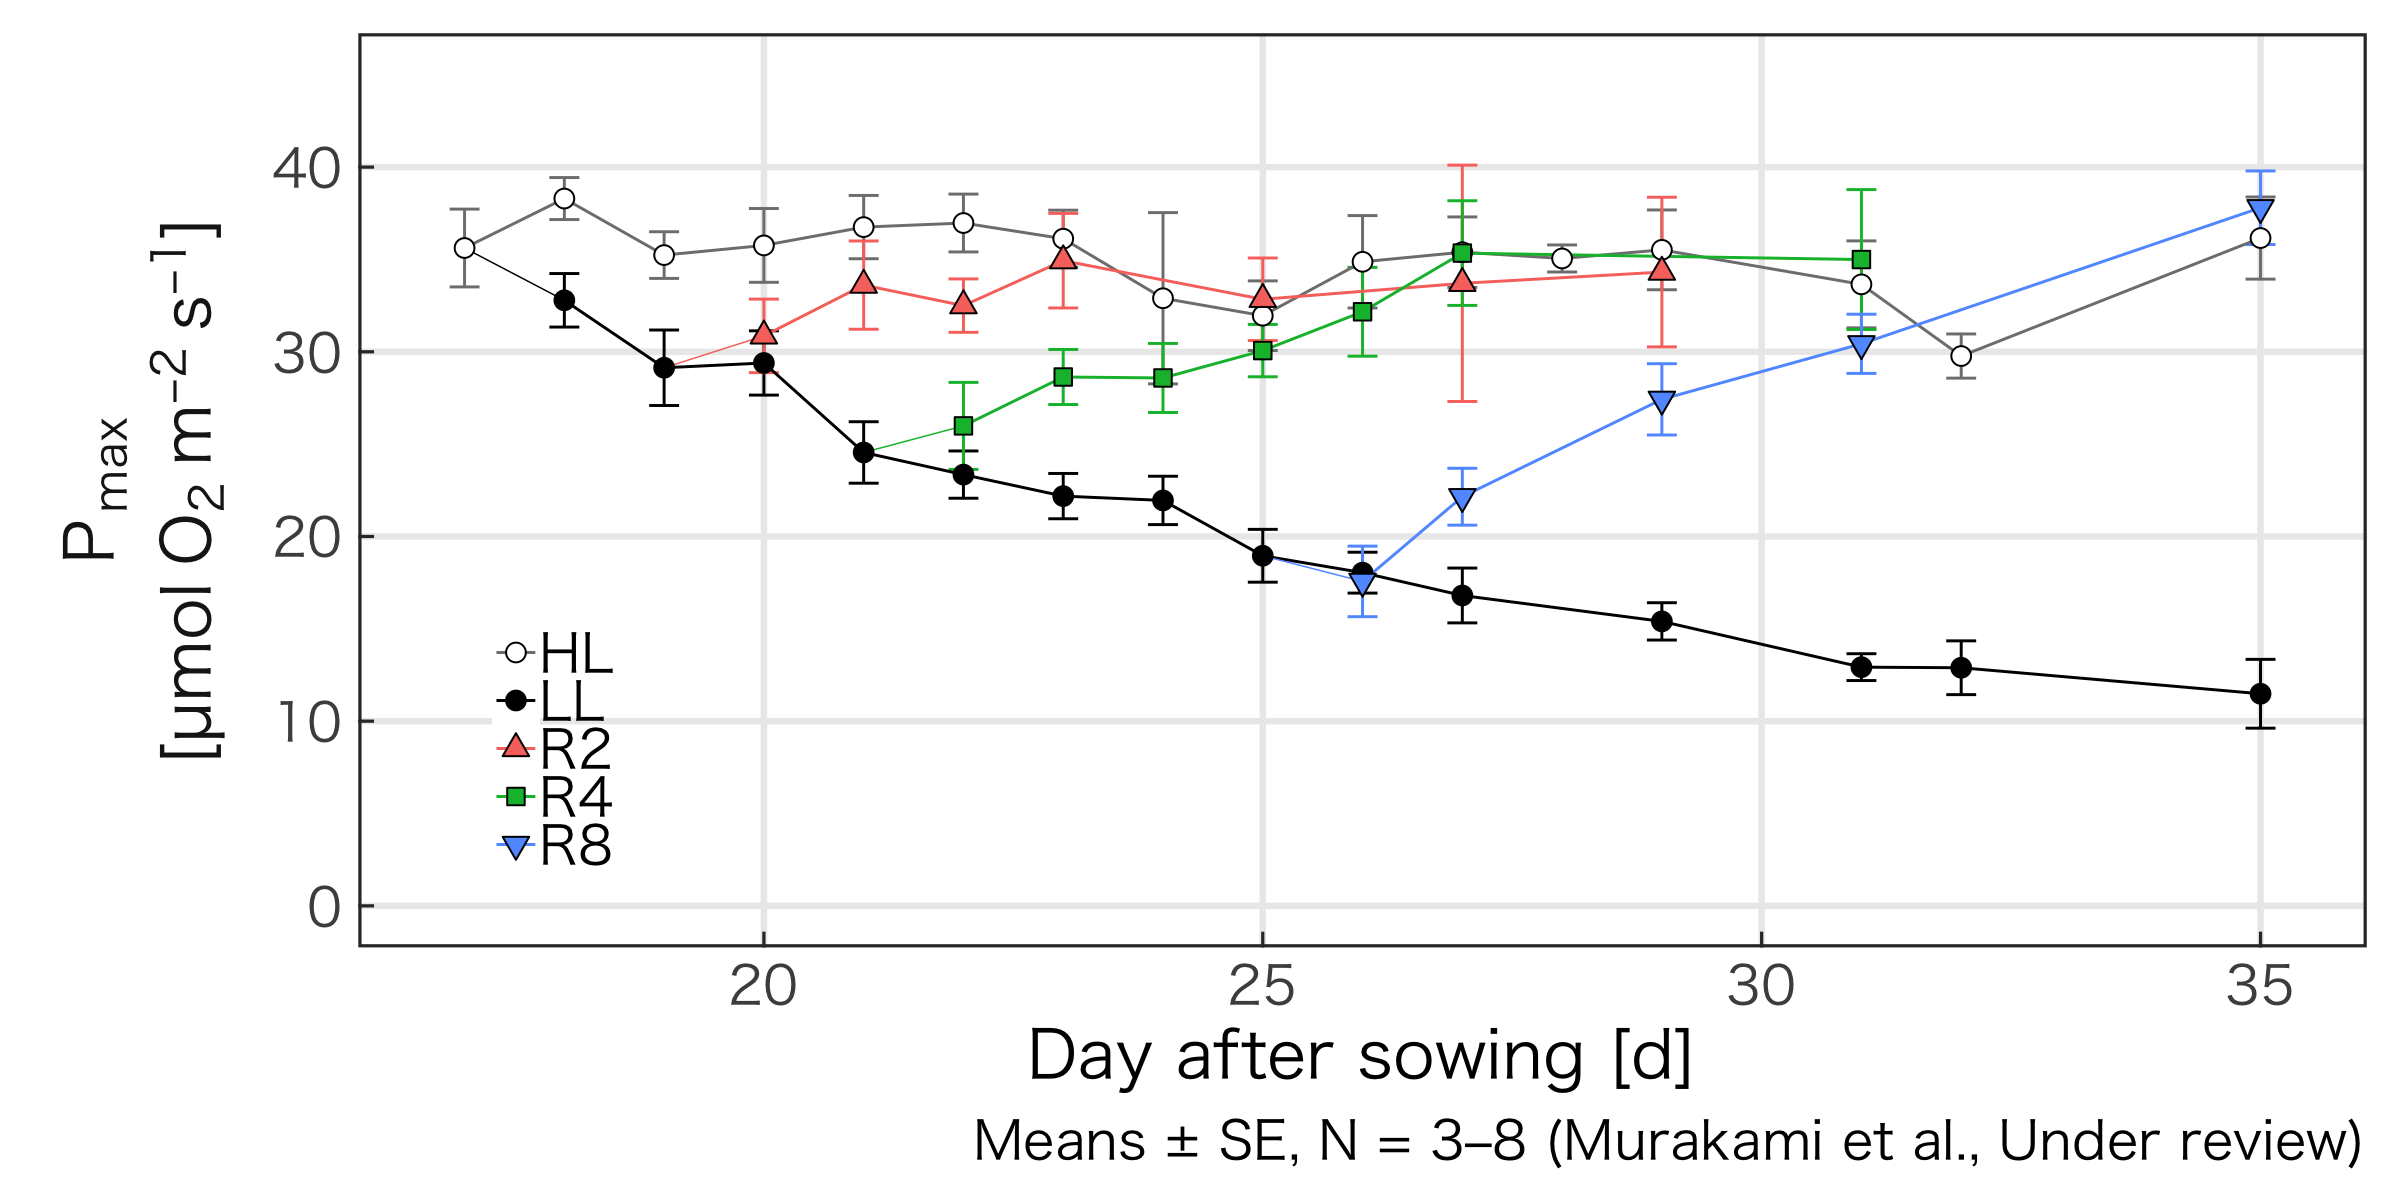 P max
[µmol O2 m−2 s−1]
40
30
20
10
0
HL
LL
R2
R4
R8
20 25 30 35
Day after sowing [d]
Means ± SE, N = 3–8 (Murakami et al., Under review)